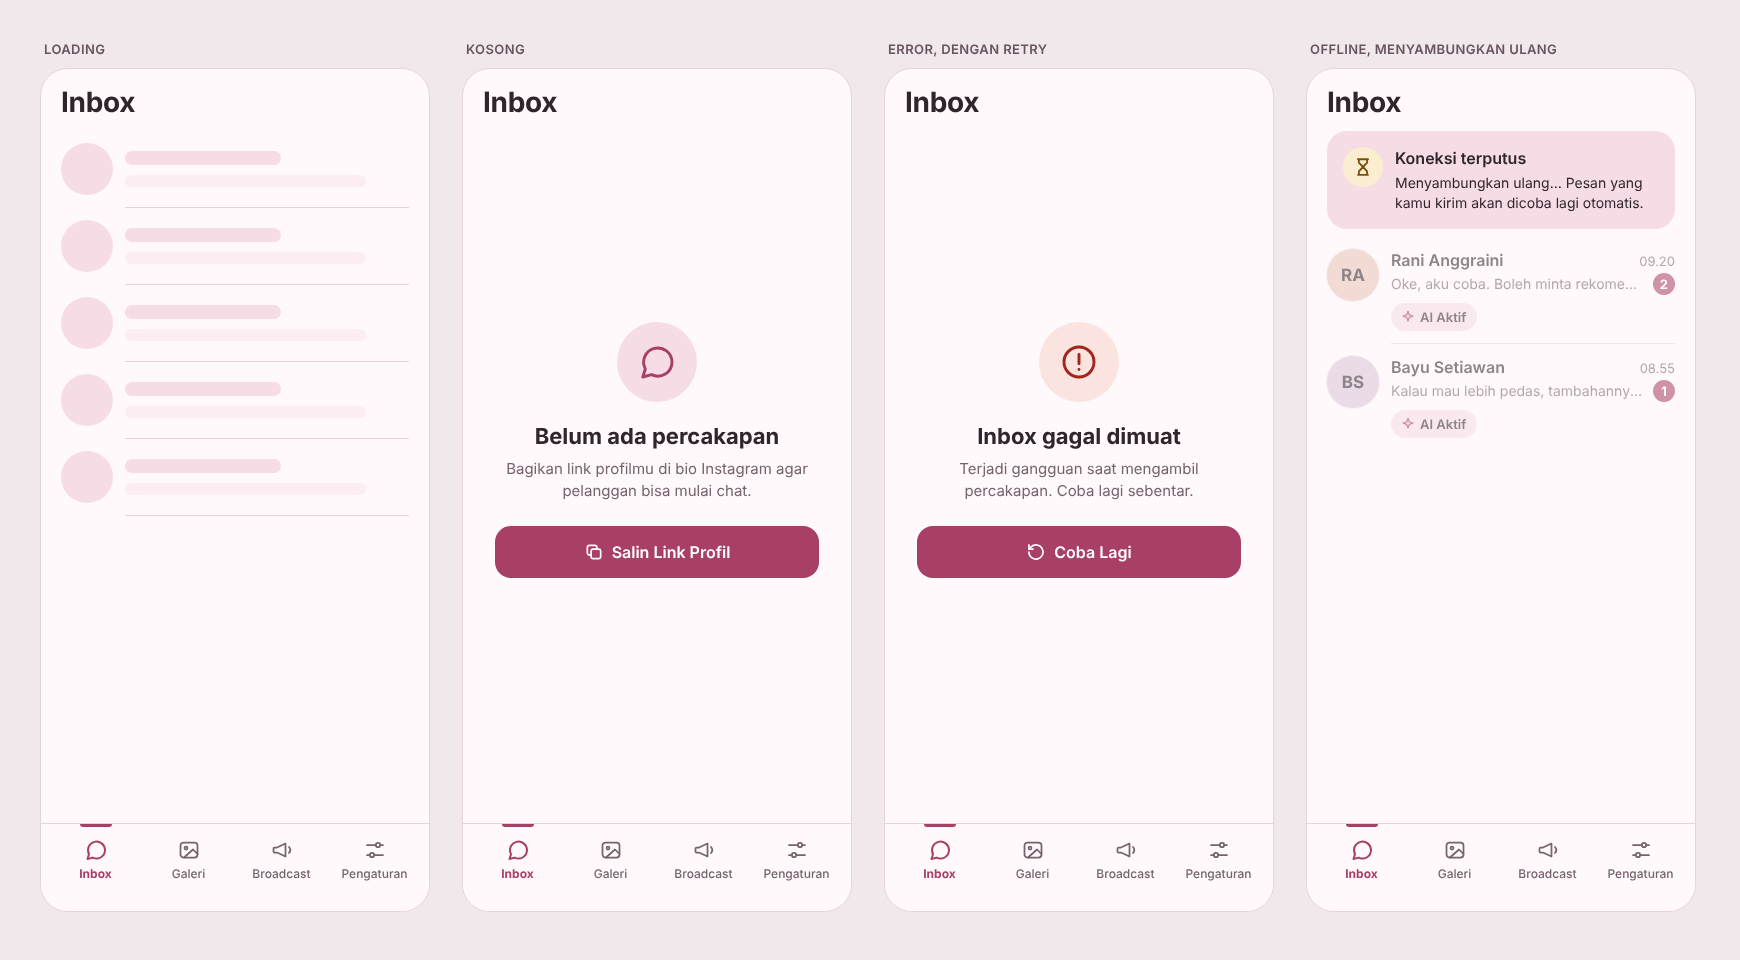 LOADING
Inbox
Inbox
Galeri
Broadcast
Pengaturan
KOSONG
Inbox
Belum ada percakapan
Bagikan link profilmu di bio Instagram agar
pelanggan bisa mulai chat.
Salin Link Profil
Inbox
Galeri
Broadcast
Pengaturan
ERROR, DENGAN RETRY
Inbox
Inbox gagal dimuat
Terjadi gangguan saat mengambil
percakapan. Coba lagi sebentar.
Coba Lagi
Inbox
Galeri
Broadcast
Pengaturan
OFFLINE, MENYAMBUNGKAN ULANG
Inbox
Koneksi terputus
Menyambungkan ulang... Pesan yang
kamu kirim akan dicoba lagi otomatis.
RA
Rani Anggraini
09.20
Oke, aku coba. Boleh minta rekome...
2
AI Aktif
BS
Bayu Setiawan
08.55
Kalau mau lebih pedas, tambahanny...
1
AI Aktif
Inbox
Galeri
Broadcast
Pengaturan